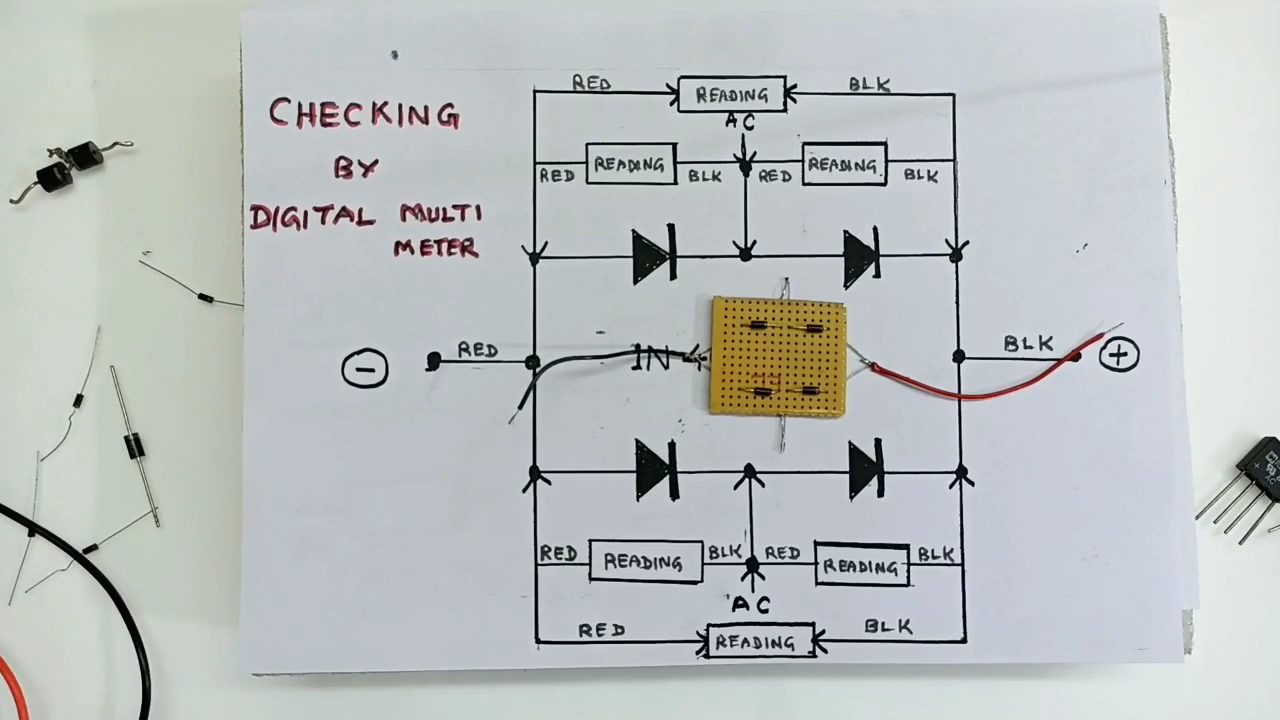 CHECKING
BY
DIGITAL MULTI
METER
RED READING BLK
AC
RED READING BLK RED READING BLK
- RED IN BLK +
RED READING BLK RED READING BLK
AC
RED READING BLK